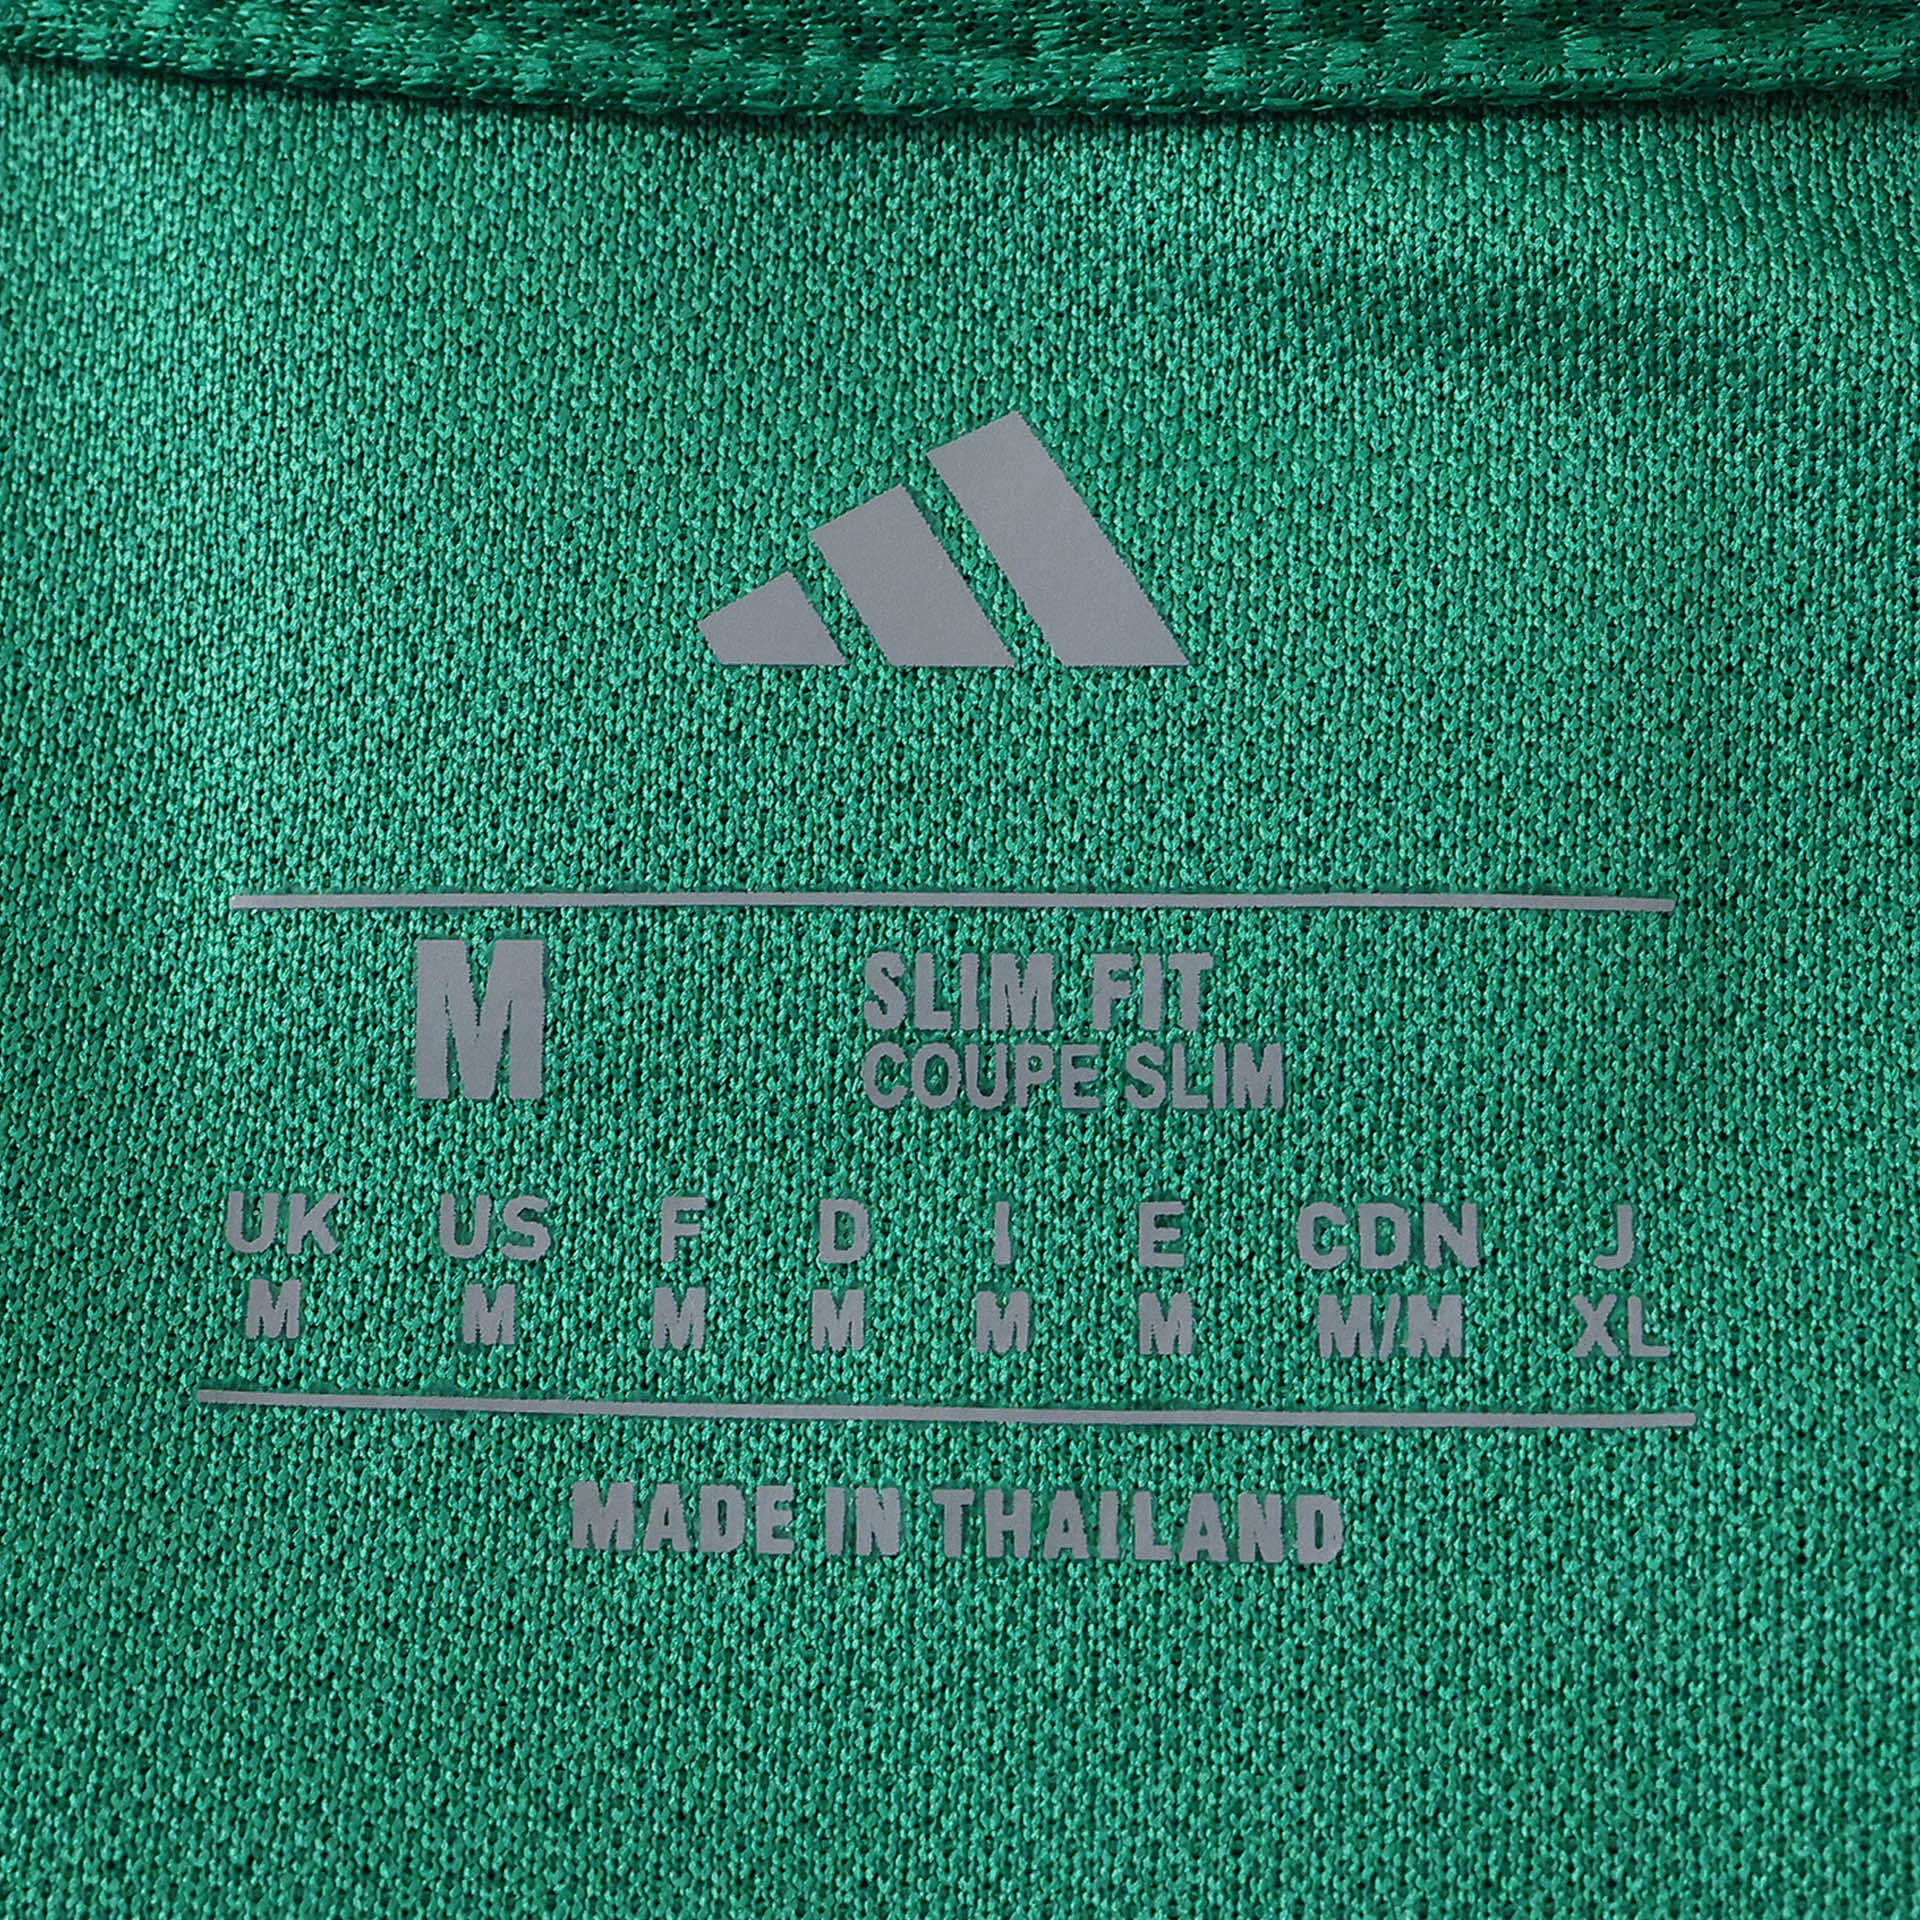 M
SLIM FIT
COUPE SLIM
UK US F D I E CDN J
M M M M M M M/M XL
MADE IN THAILAND